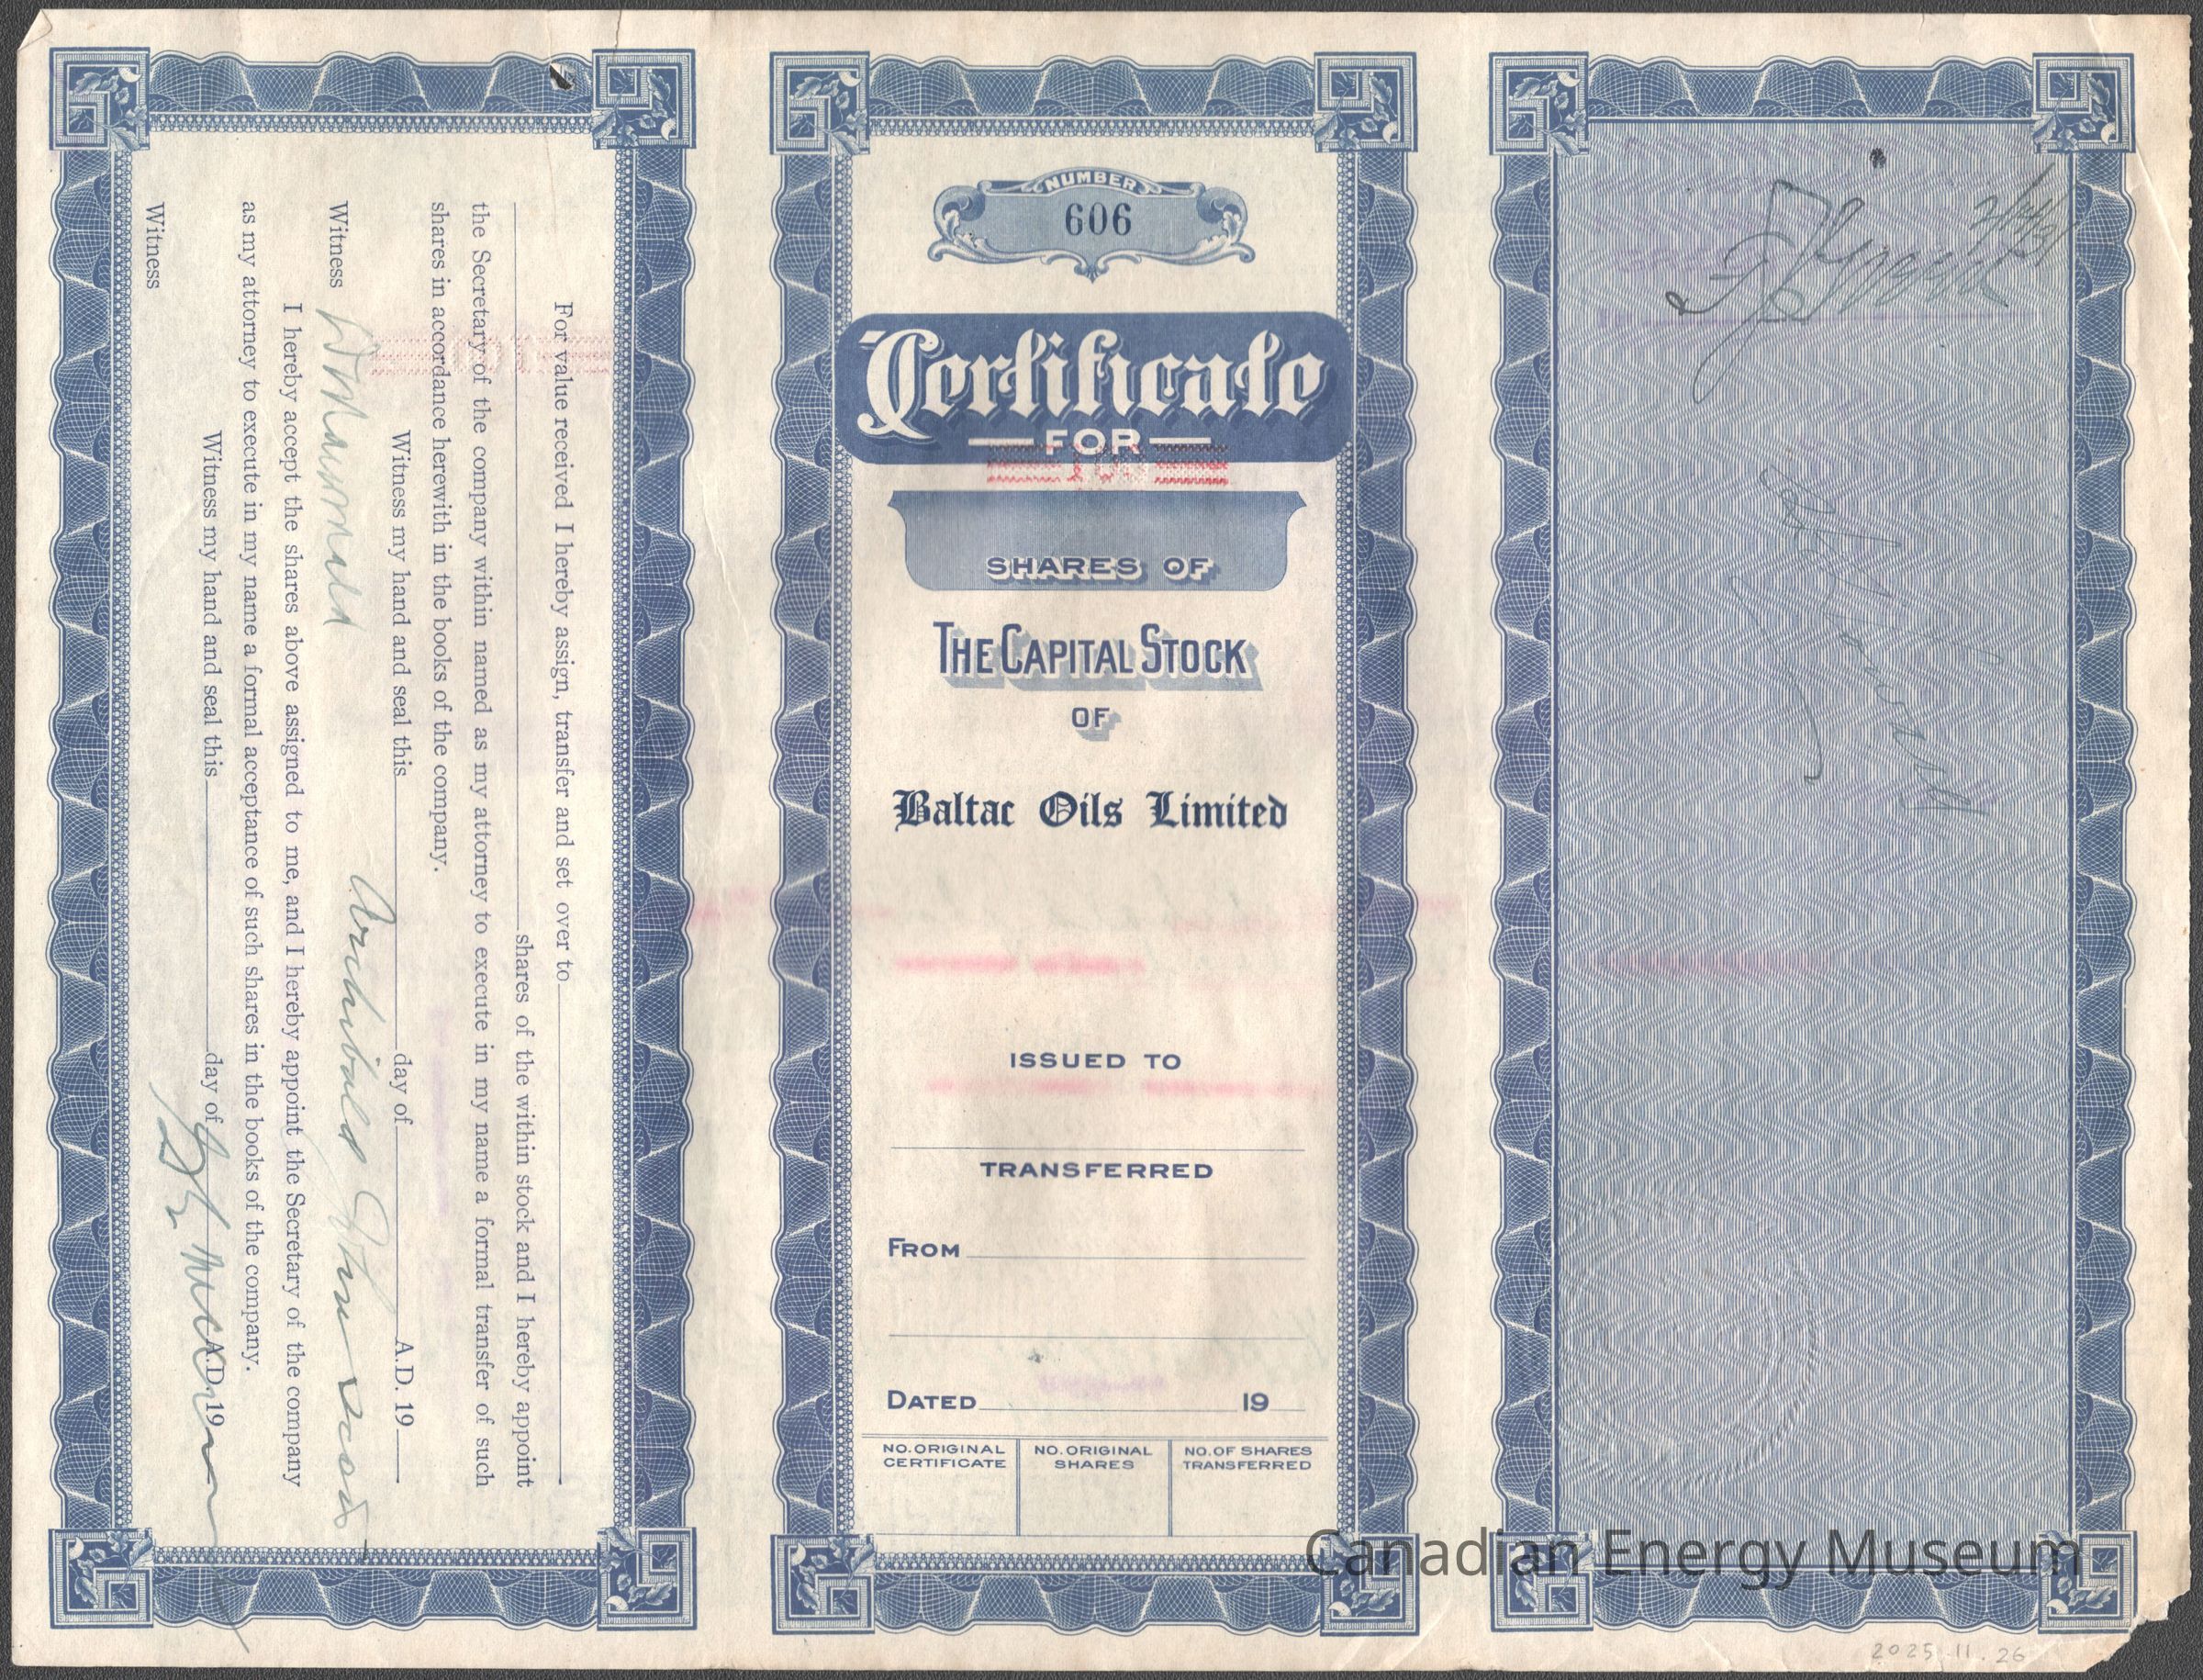 For value received I hereby assign, transfer and set over to
shares of the within stock and I hereby appoint
the Secretary of the company within named as my attorney to execute in my name a formal transfer of such
shares in accordance herewith in the books of the company.
Witness my hand and seal this day of A.D. 19
Witness Archibald
I hereby accept the shares above assigned to me, and I hereby appoint the Secretary of the company
as my attorney to execute in my name a formal acceptance of such shares in the books of the company.
Witness my hand and seal this day of A.D. 19
Witness
NUMBER
606
Certificate
FOR
100
SHARES OF
THE CAPITAL STOCK
OF
Baltac Oils Limited
ISSUED TO
TRANSFERRED
FROM
DATED 19
NO. ORIGINAL CERTIFICATE NO. ORIGINAL SHARES NO. OF SHARES TRANSFERRED
Canadian Energy Museum
2025.11.26